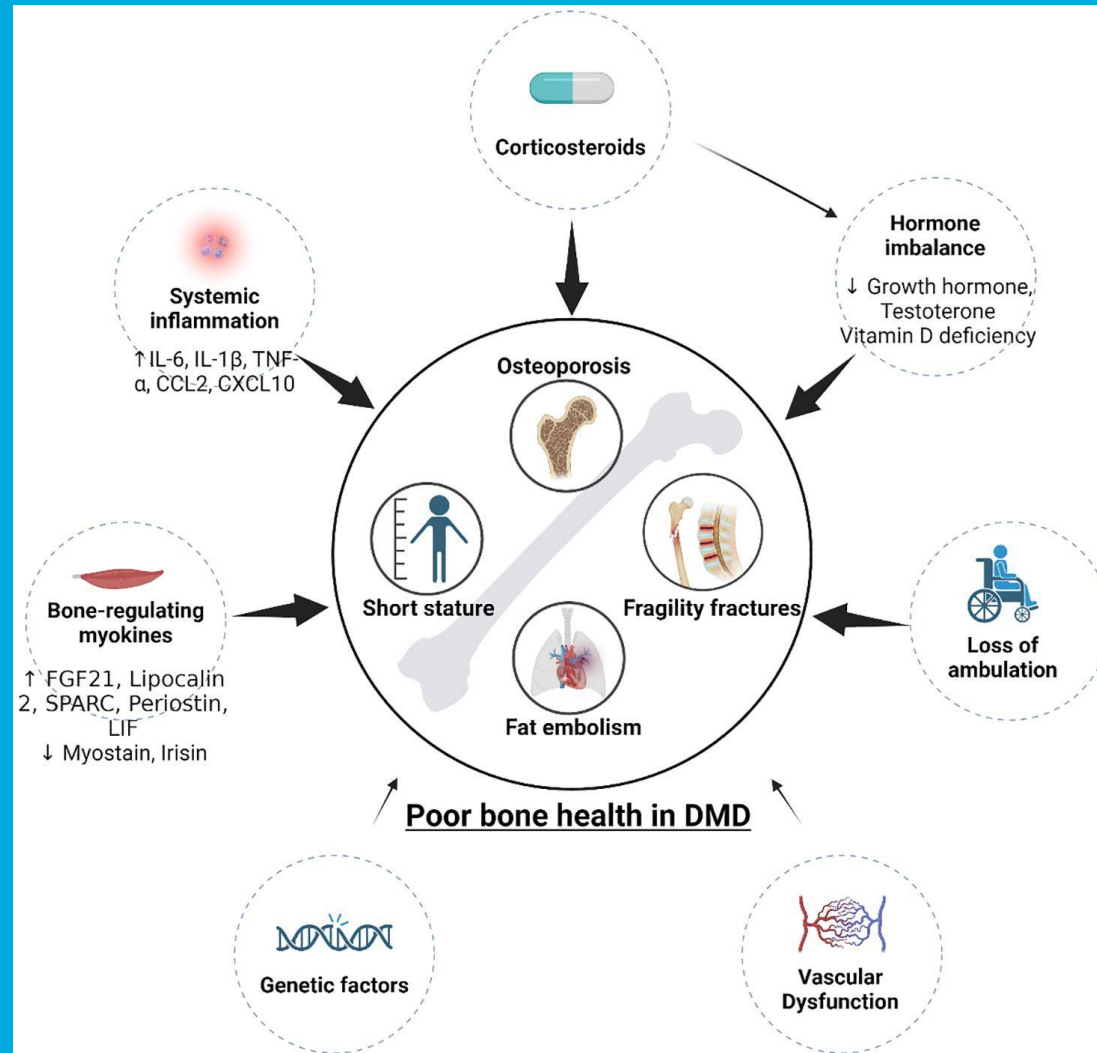 Corticosteroids
Hormone
imbalance
↓ Growth hormone,
Testoterone
Vitamin D deficiency
Systemic
inflammation
↑IL-6, IL-1β, TNF-
α, CCL2, CXCL10
Osteoporosis
Short stature
Fragility fractures
Fat embolism
Bone-regulating
myokines
↑ FGF21, Lipocalin
2, SPARC, Periostin,
LIF
↓ Myostain, Irisin
Loss of
ambulation
Poor bone health in DMD
Genetic factors
Vascular
Dysfunction